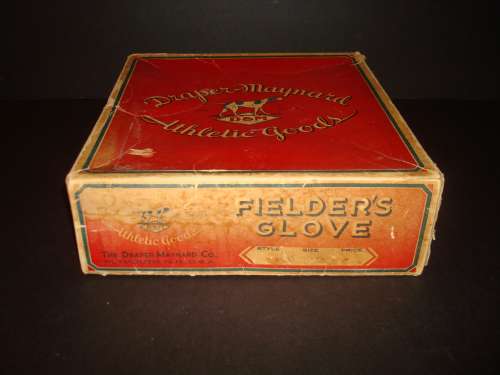 Draper-Maynard
D&M
Athletic Goods
FIELDER'S
GLOVE
Athletic Goods
STYLE SIZE PRICE
THE DRAPER-MAYNARD CO.